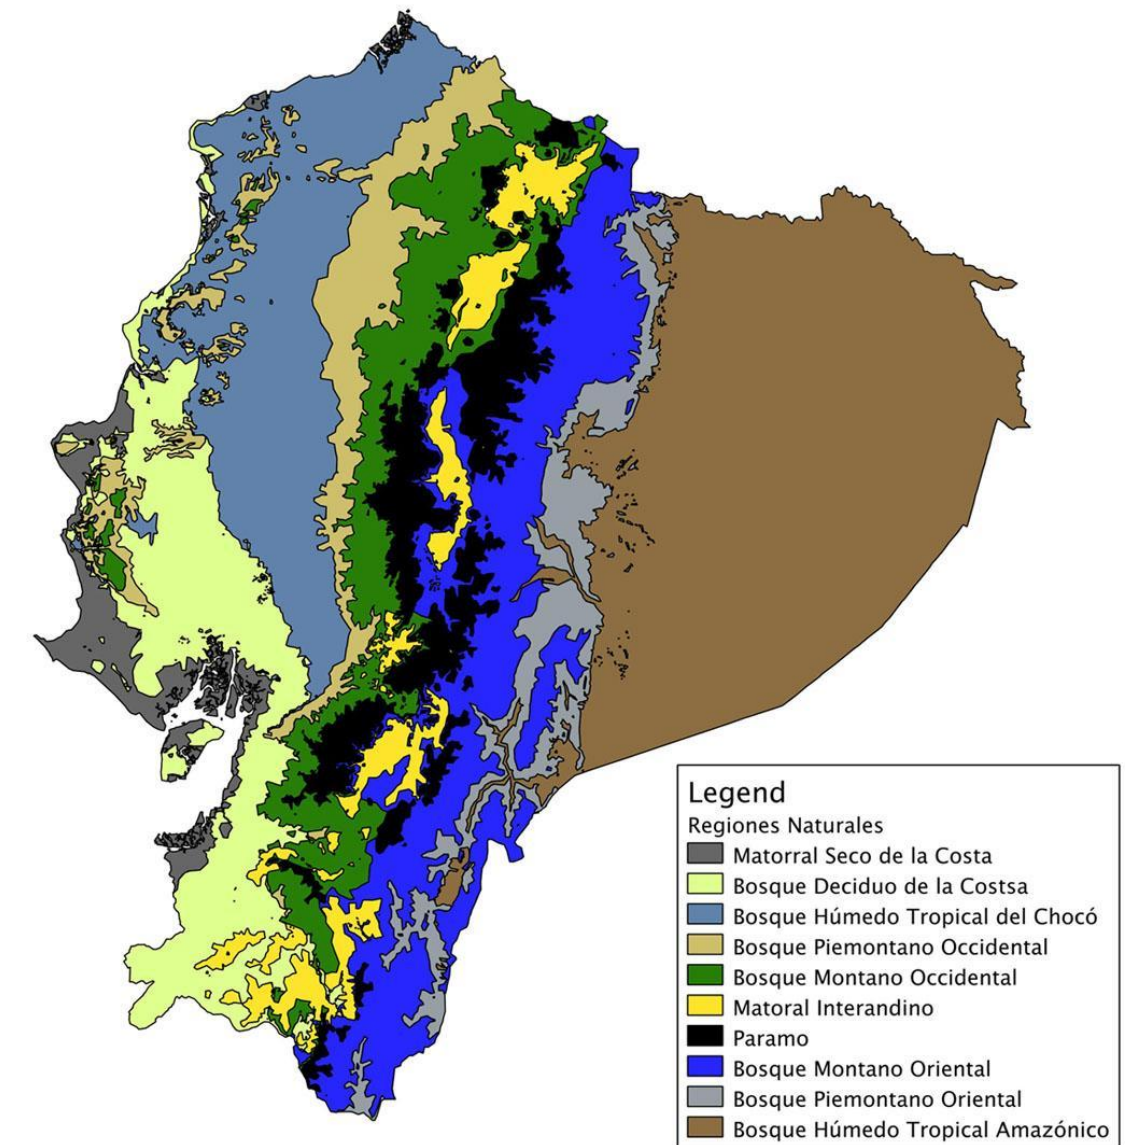 Legend
Regiones Naturales
Matorral Seco de la Costa
Bosque Deciduo de la Costsa
Bosque Húmedo Tropical del Chocó
Bosque Piemontano Occidental
Bosque Montano Occidental
Matoral Interandino
Paramo
Bosque Montano Oriental
Bosque Piemontano Oriental
Bosque Húmedo Tropical Amazónico